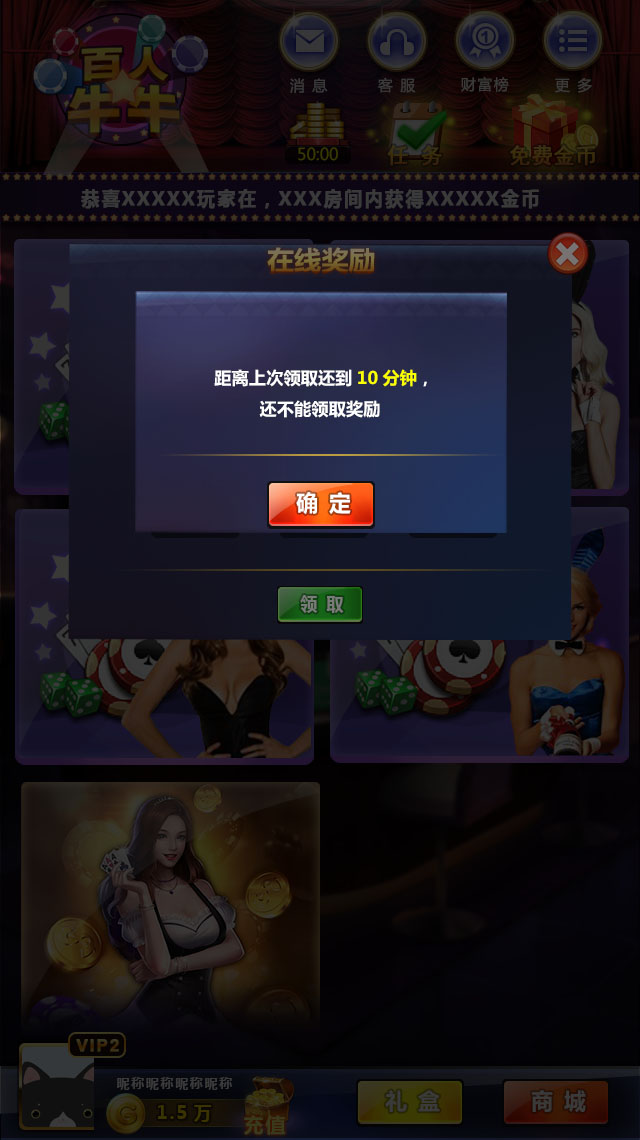 百人
牛牛
消息
客服
财富榜
更多
50:00
任务
免费金币
恭喜XXXXX玩家在，XXX房间内获得XXXXX金币
在线奖励
距离上次领取还到 10 分钟，
还不能领取奖励
确定
领取
VIP2
昵称昵称昵称昵称
1.5 万
充值
礼盒
商城